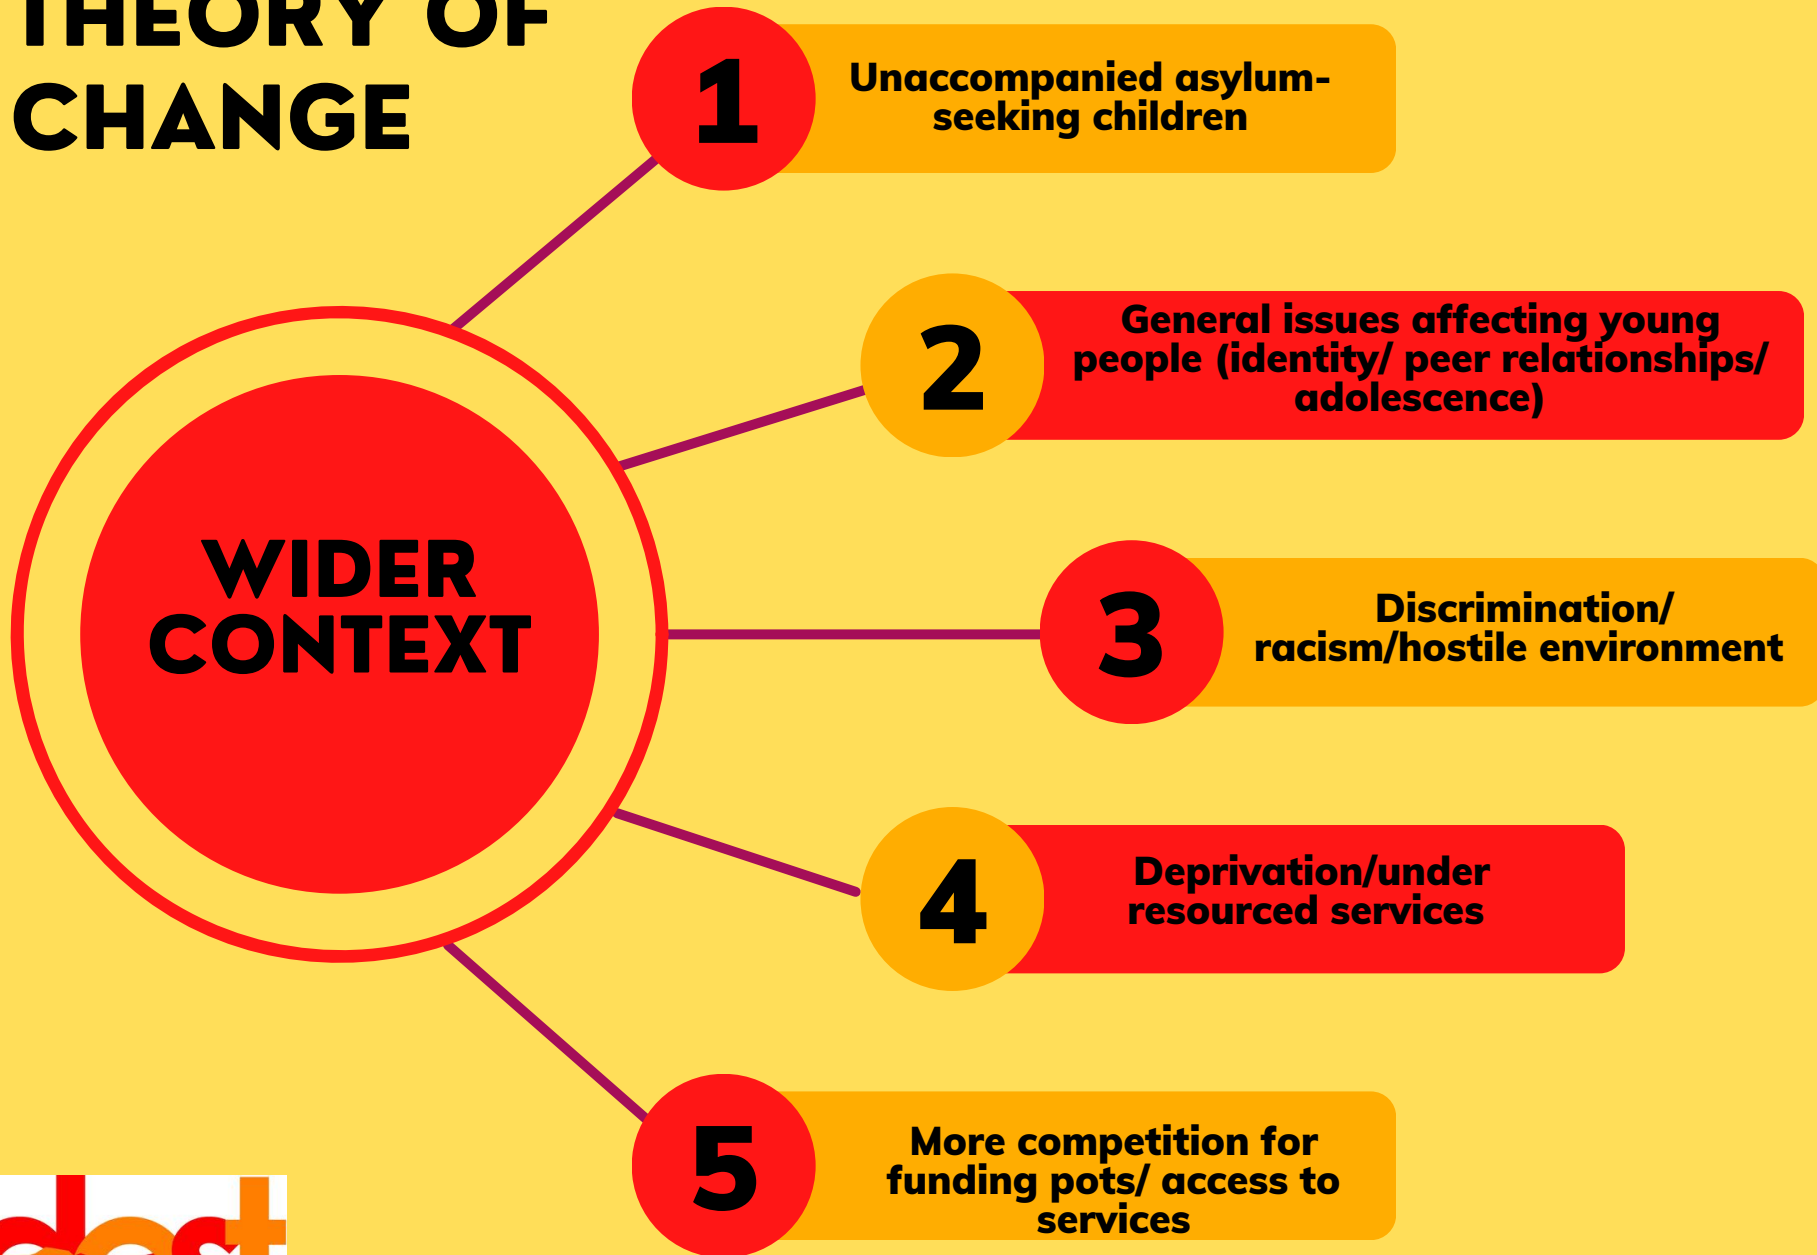 THEORY OF
CHANGE
1
Unaccompanied asylum-
seeking children
2
General issues affecting young
people (identity/ peer relationships/
adolescence)
WIDER
CONTEXT
3
Discrimination/
racism/hostile environment
4
Deprivation/under
resourced services
5
More competition for
funding pots/ access to
services